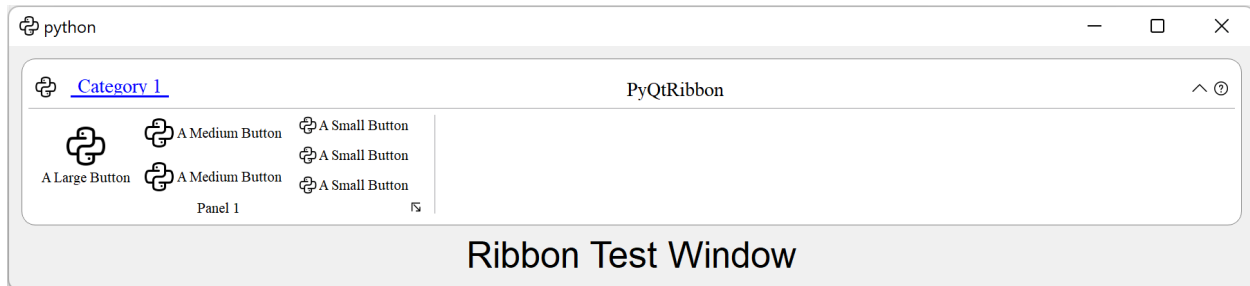 python
Category 1
PyQtRibbon
A Large Button
A Medium Button
A Medium Button
A Small Button
A Small Button
A Small Button
Panel 1
Ribbon Test Window